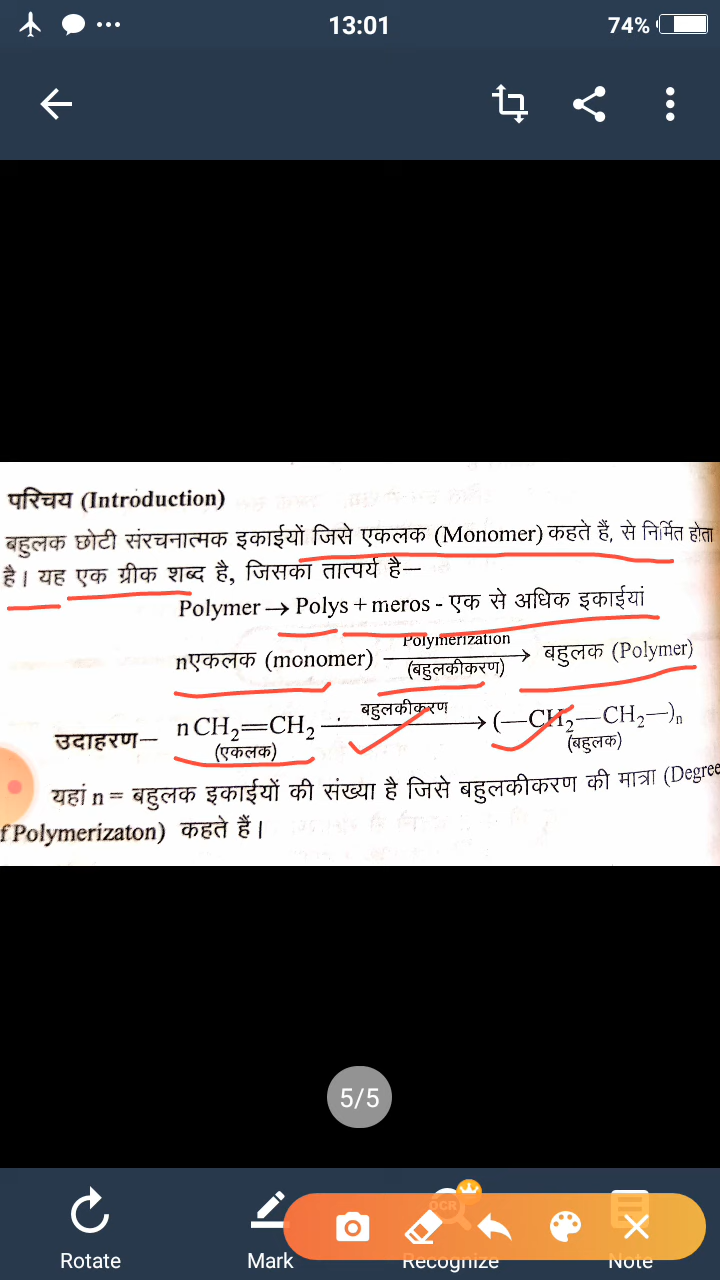 13:01
74%
परिचय (Introduction)
बहुलक छोटी संरचनात्मक इकाईयों जिसे एकलक (Monomer) कहते हैं, से निर्मित होता
है। यह एक ग्रीक शब्द है, जिसका तात्पर्य है—
Polymer → Polys + meros - एक से अधिक इकाईयां
nएकलक (monomer) Polymerization (बहुलकीकरण) → बहुलक (Polymer)
उदाहरण— n CH₂=CH₂ बहुलकीकरण → (—CH₂—CH₂—)ₙ
(एकलक) (बहुलक)
यहां n = बहुलक इकाईयों की संख्या है जिसे बहुलकीकरण की मात्रा (Degree
f Polymerizaton) कहते हैं।
5/5
OCR
Rotate Mark Recognize Note